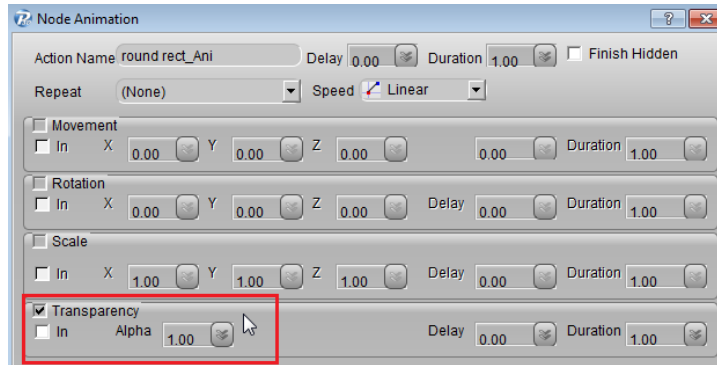 Node Animation
Action Name round rect_Ani Delay 0.00 Duration 1.00 Finish Hidden
Repeat (None) Speed Linear
Movement
In X 0.00 Y 0.00 Z 0.00 0.00 Duration 1.00
Rotation
In X 0.00 Y 0.00 Z 0.00 Delay 0.00 Duration 1.00
Scale
In X 1.00 Y 1.00 Z 1.00 Delay 0.00 Duration 1.00
Transparency
In Alpha 1.00 Delay 0.00 Duration 1.00